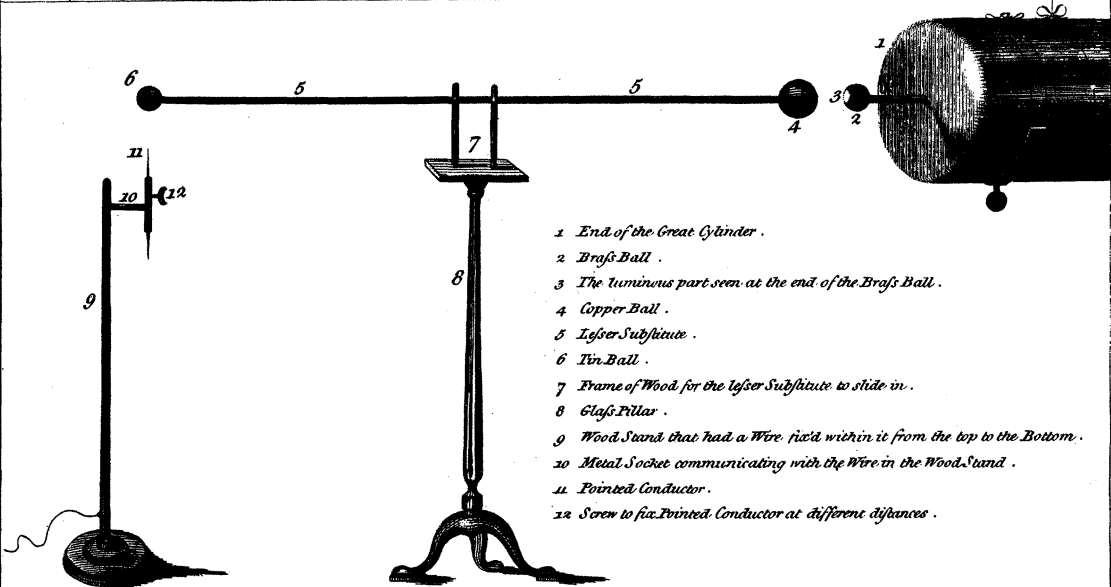 1
6
5
5
3
2
4
7
11
10
12
8
9
1 End of the Great Cylinder .
2 Braſs Ball .
3 The luminous part seen at the end of the Braſs Ball .
4 Copper Ball .
5 Leſser Subſtitute .
6 Tin Ball .
7 Frame of Wood for the leſser Subſtitute to slide in .
8 Glaſs Pillar .
9 Wood Stand that had a Wire fix'd within it from the top to the Bottom .
10 Metal Socket communicating with the Wire in the Wood Stand .
11 Pointed Conductor .
12 Screw to fix Pointed Conductor at different diſtances .